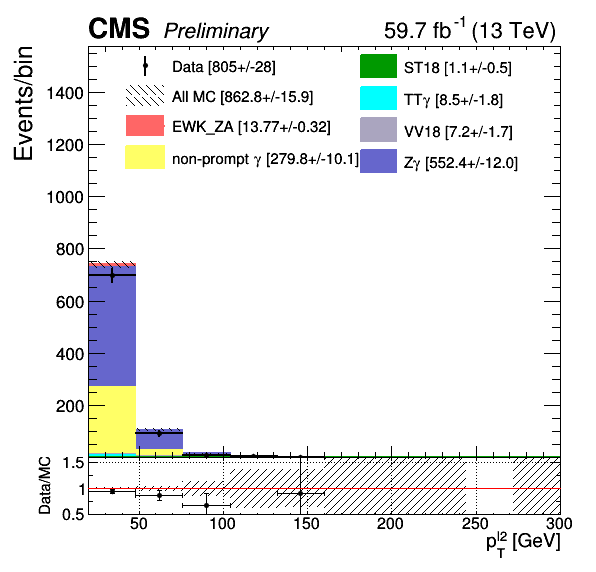 CMS Preliminary 59.7 fb⁻¹ (13 TeV)
Events/bin
Data [805+/-28]
All MC [862.8+/-15.9]
EWK_ZA [13.77+/-0.32]
non-prompt γ [279.8+/-10.1]
ST18 [1.1+/-0.5]
TTγ [8.5+/-1.8]
VV18 [7.2+/-1.7]
Zγ [552.4+/-12.0]
1400
1200
1000
800
600
400
200
Data/MC
1.5
1
0.5
50 100 150 200 250 300
p_T^{l2} [GeV]